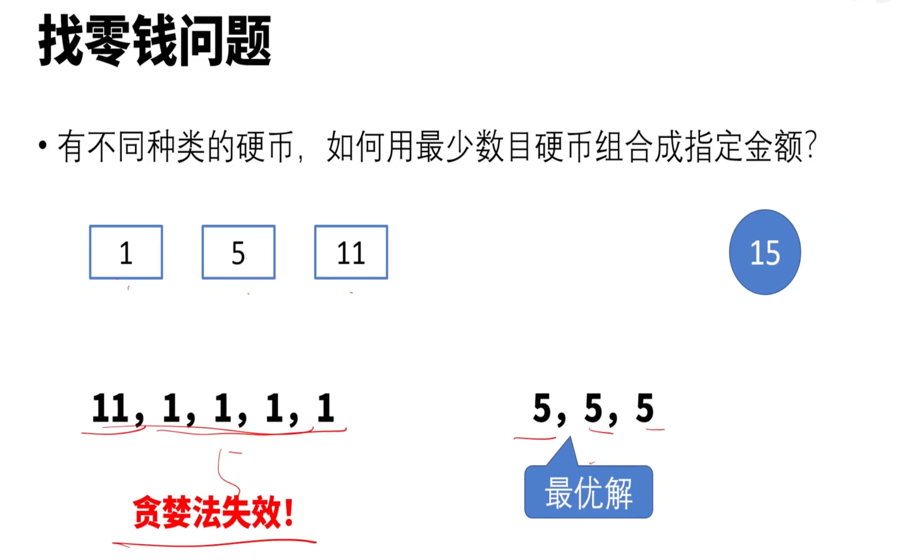 找零钱问题
• 有不同种类的硬币，如何用最少数目硬币组合成指定金额?
1 5 11 15
11, 1, 1, 1, 1 5, 5, 5
5
贪婪法失效! 最优解